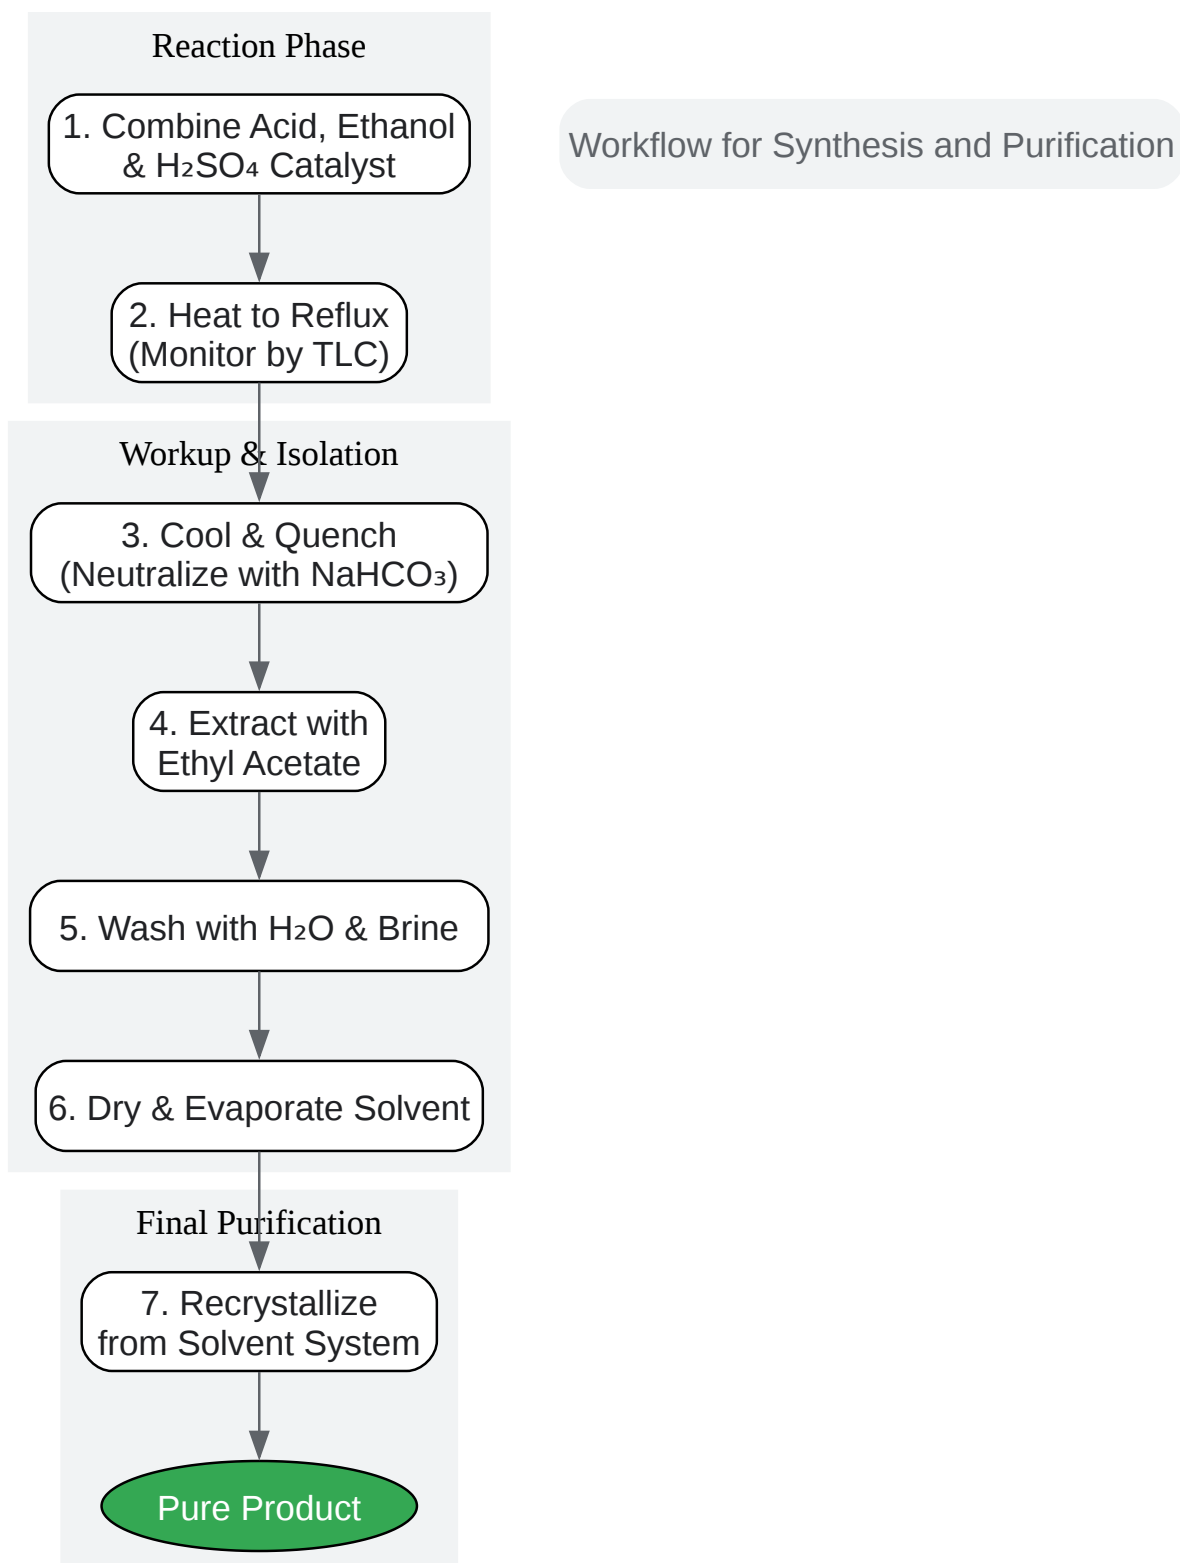 Reaction Phase
1. Combine Acid, Ethanol
& H₂SO₄ Catalyst
Workflow for Synthesis and Purification
2. Heat to Reflux
(Monitor by TLC)
Workup & Isolation
3. Cool & Quench
(Neutralize with NaHCO₃)
4. Extract with
Ethyl Acetate
5. Wash with H₂O & Brine
6. Dry & Evaporate Solvent
Final Purification
7. Recrystallize
from Solvent System
Pure Product